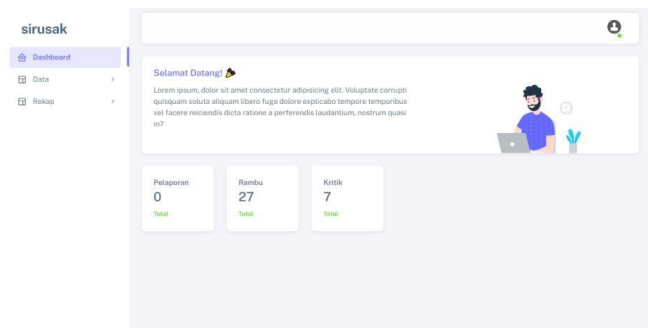 sirusak
Dashboard
Data
Rekap
Selamat Datang! 🎉
Lorem ipsum, dolor sit amet consectetur adipisicing elit. Voluptate corrupti
quisquam soluta aliquam libero fuga dolore explicabo tempore temporibus
vel facere reiciendis dicta ratione a perferendis laudantium, nostrum quasi
in?
Pelaporan
0
Total
Rambu
27
Total
Kritik
7
Total